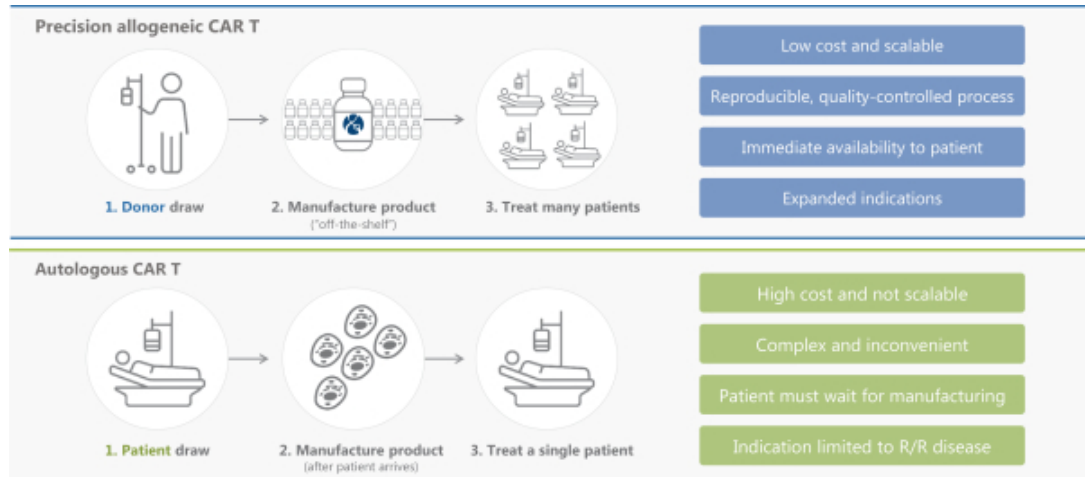 Precision allogeneic CAR T
1. Donor draw
2. Manufacture product
("off-the-shelf")
3. Treat many patients
Low cost and scalable
Reproducible, quality-controlled process
Immediate availability to patient
Expanded indications
Autologous CAR T
1. Patient draw
2. Manufacture product
(after patient arrives)
3. Treat a single patient
High cost and not scalable
Complex and inconvenient
Patient must wait for manufacturing
Indication limited to R/R disease